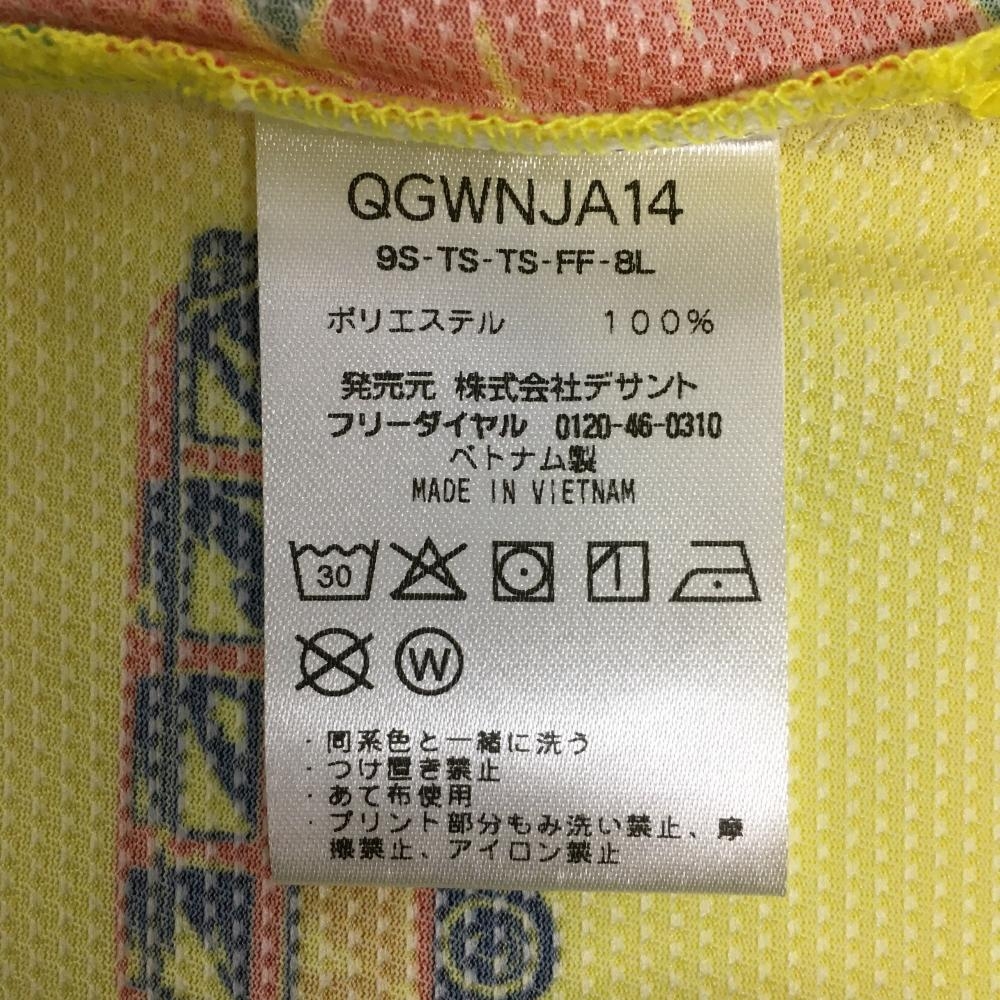 QGWNJA14
9S-TS-TS-FF-8L
ポリエステル 100%
発売元 株式会社デサント
フリーダイヤル 0120-46-0310
ベトナム製
MADE IN VIETNAM
30
W
・同系色と一緒に洗う
・つけ置き禁止
・あて布使用
・プリント部分もみ洗い禁止、摩
擦禁止、アイロン禁止